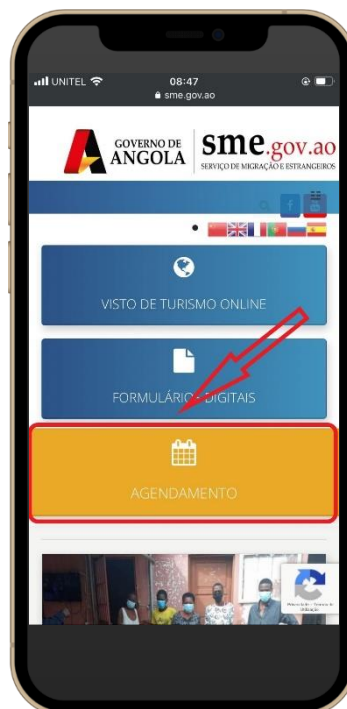 UNITEL
08:47
sme.gov.ao
GOVERNO DE
ANGOLA
sme.gov.ao
SERVIÇO DE MIGRAÇÃO E ESTRANGEIROS
VISTO DE TURISMO ONLINE
FORMULÁRIOS DIGITAIS
AGENDAMENTO